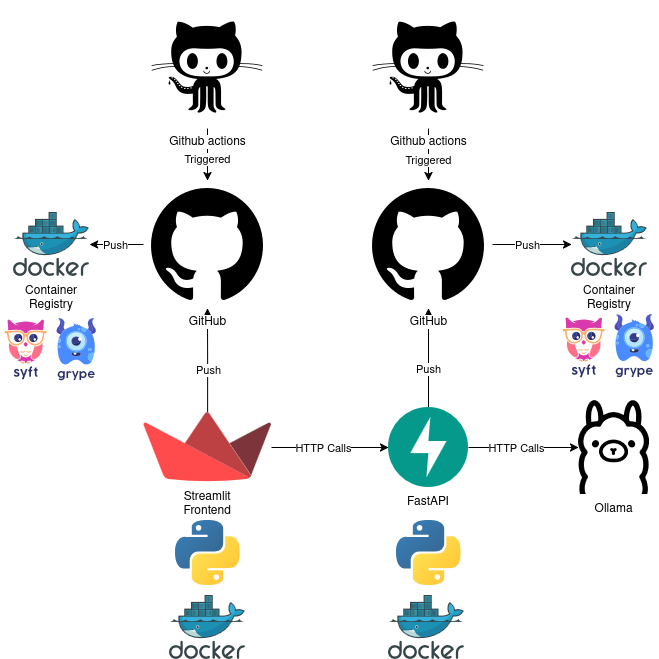 Github actions
Triggered
Github actions
Triggered
docker
Container
Registry
Push
Push
docker
Container
Registry
GitHub
GitHub
syft
grype
syft
grype
Push
Push
HTTP Calls
HTTP Calls
Streamlit
Frontend
FastAPI
Ollama
docker
docker